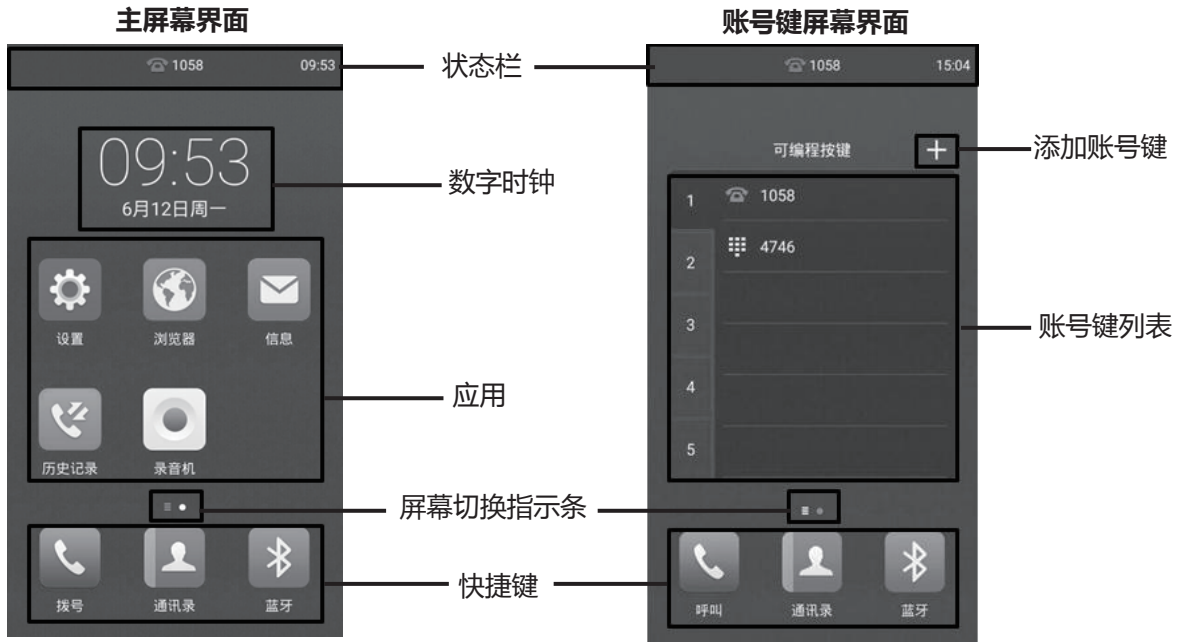 主屏幕界面
账号键屏幕界面
1058
09:53
状态栏
1058
15:04
09:53
6月12日周一
数字时钟
可编程按键
+
添加账号键
设置
浏览器
信息
历史记录
录音机
应用
1
1058
2
4746
3
4
5
账号键列表
屏幕切换指示条
拨号
通讯录
蓝牙
快捷键
呼叫
通讯录
蓝牙